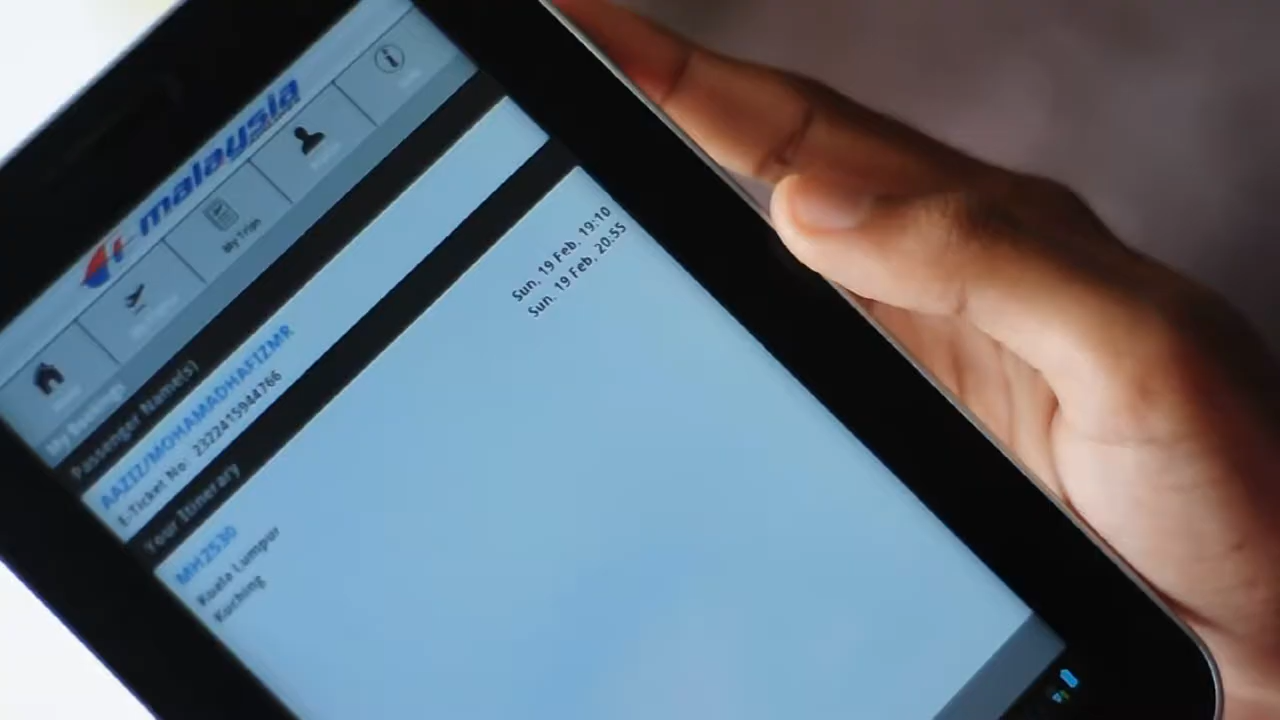 malaysia
My Trips
My Bookings
Passenger Name(s)
AAZIZ/MOHAMADHAFIZMR
E-Ticket No: 2322415944766
Your Itinerary
MH2530
Kuala Lumpur Sun, 19 Feb, 19:10
Kuching Sun, 19 Feb, 20:55